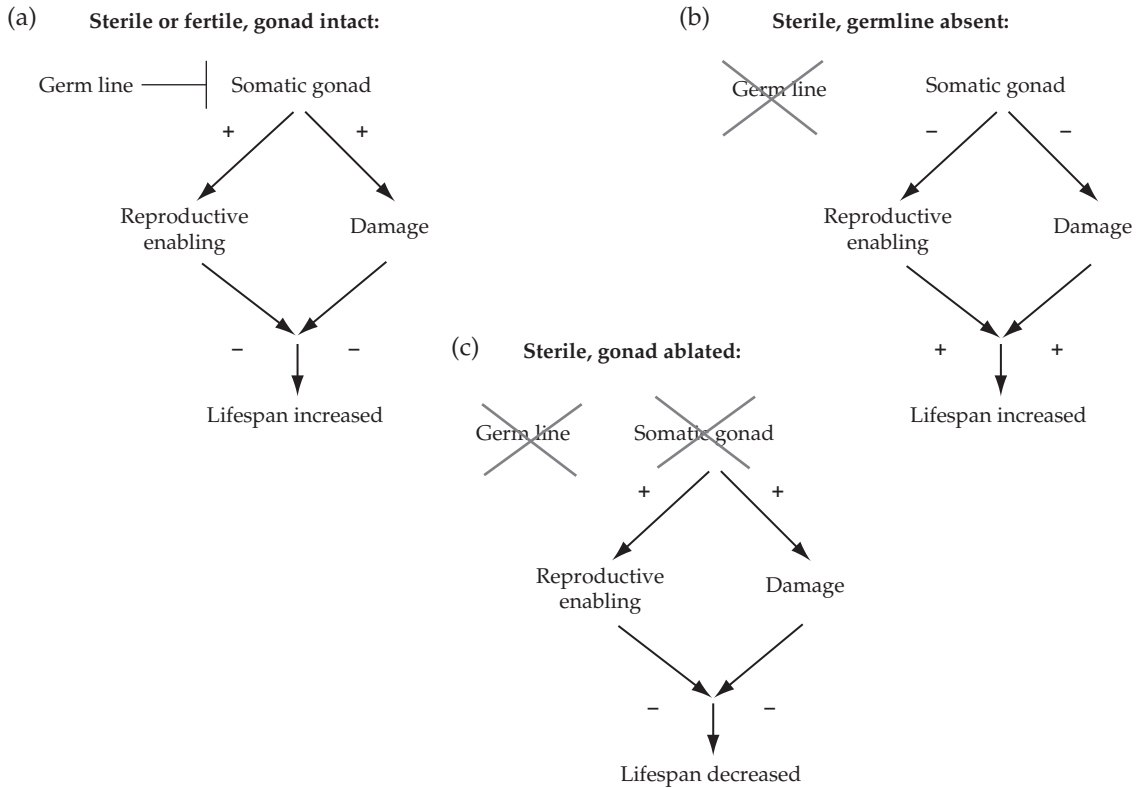 (a)
Sterile or fertile, gonad intact:
Germ line
Somatic gonad
+ +
Reproductive
enabling
Damage
– –
Lifespan increased
(b)
Sterile, germline absent:
Germ line
Somatic gonad
– –
Reproductive
enabling
Damage
+ +
Lifespan increased
(c)
Sterile, gonad ablated:
Germ line
Somatic gonad
+ +
Reproductive
enabling
Damage
– –
Lifespan decreased